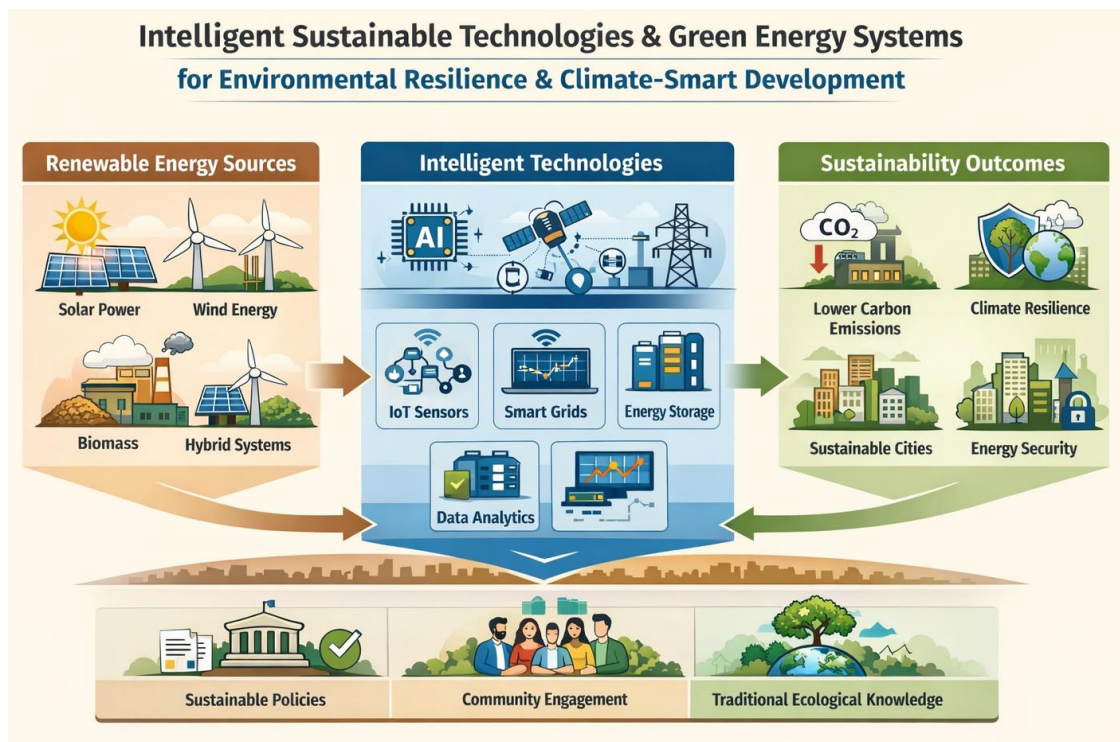 Intelligent Sustainable Technologies & Green Energy Systems
for Environmental Resilience & Climate-Smart Development
Renewable Energy Sources
Solar Power
Wind Energy
Biomass
Hybrid Systems
Intelligent Technologies
AI
IoT Sensors
Smart Grids
Energy Storage
Data Analytics
Sustainability Outcomes
CO₂
Lower Carbon
Emissions
Climate Resilience
Sustainable Cities
Energy Security
Sustainable Policies
Community Engagement
Traditional Ecological Knowledge